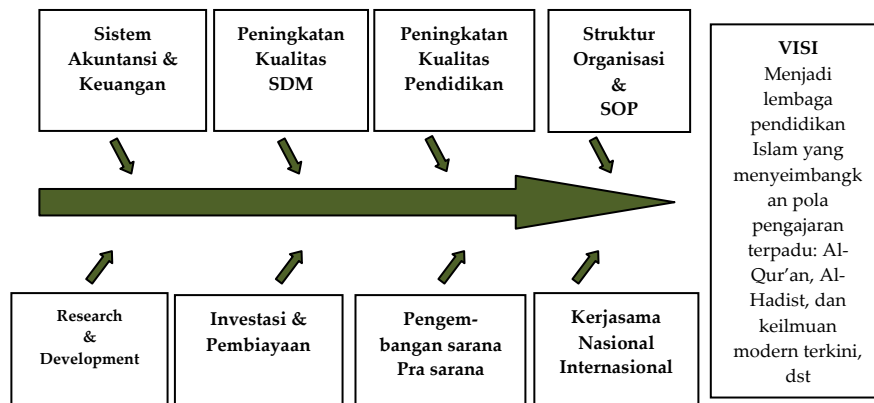 Sistem
Akuntansi &
Keuangan
Peningkatan
Kualitas
SDM
Peningkatan
Kualitas
Pendidikan
Struktur
Organisasi
&
SOP
VISI
Menjadi
lembaga
pendidikan
Islam yang
menyeimbangk
an pola
pengajaran
terpadu: Al-
Qur'an, Al-
Hadist, dan
keilmuan
modern terkini,
dst
Research
&
Development
Investasi &
Pembiayaan
Pengem-
bangan sarana
Pra sarana
Kerjasama
Nasional
Internasional